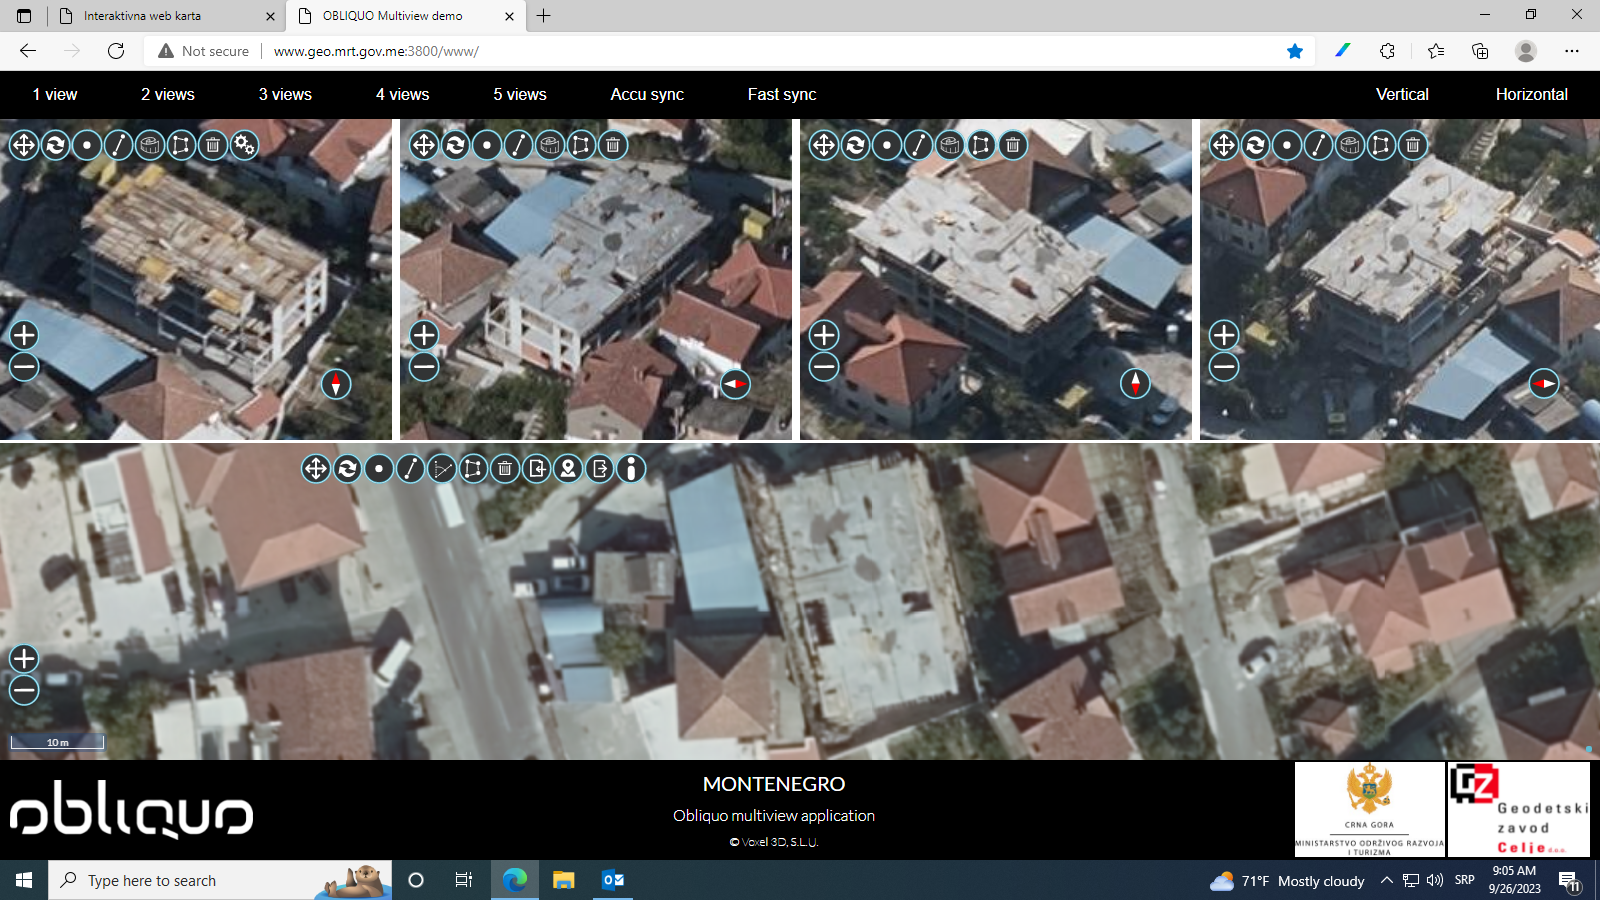 Interaktivna web karta
OBLIQUO Multiview demo
Not secure
www.geo.mrt.gov.me:3800/www/
1 view
2 views
3 views
4 views
5 views
Accu sync
Fast sync
Vertical
Horizontal
10 m
obliquo
MONTENEGRO
Obliquo multiview application
© Voxel 3D, S.L.U.
CRNA GORA
MINISTARSTVO ODRŽIVOG RAZVOJA
I TURIZMA
GZ
Geodetski
zavod
Celje d.o.o.
Type here to search
71°F Mostly cloudy
SRP
9:05 AM
9/26/2023
11